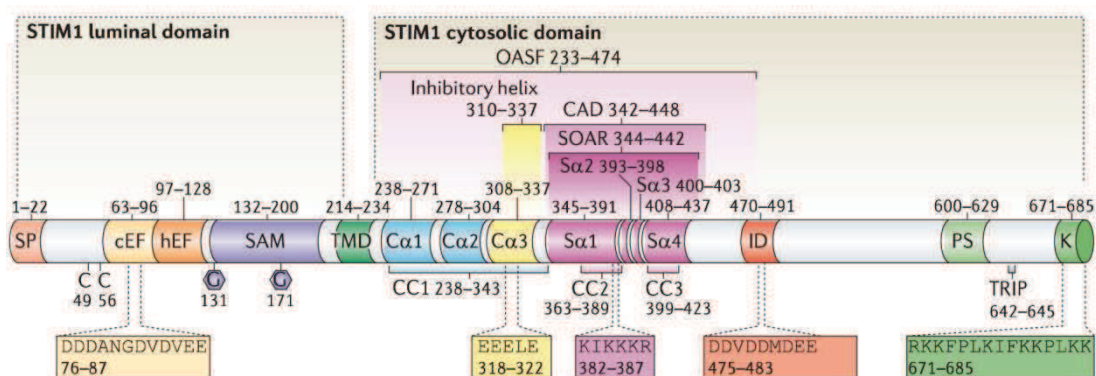 STIM1 luminal domain
STIM1 cytosolic domain
OASF 233–474
Inhibitory helix
310–337
CAD 342–448
SOAR 344–442
Sα2 393–398
Sα3 400–403
97–128
238–271
308–337
1–22
63–96
132–200
214–234
278–304
345–391
408–437
470–491
600–629
671–685
SP
cEF
hEF
SAM
TMD
Cα1
Cα2
Cα3
Sα1
Sα4
ID
PS
K
C
C
G
G
49
56
131
171
CC1 238–343
CC2
363–389
CC3
399–423
TRIP
642–645
DDDANGDVDVEE
76–87
EEELE
318–322
KIKKKR
382–387
DDVDDMDEE
475–483
RKKFPLKIFKKPLKK
671–685